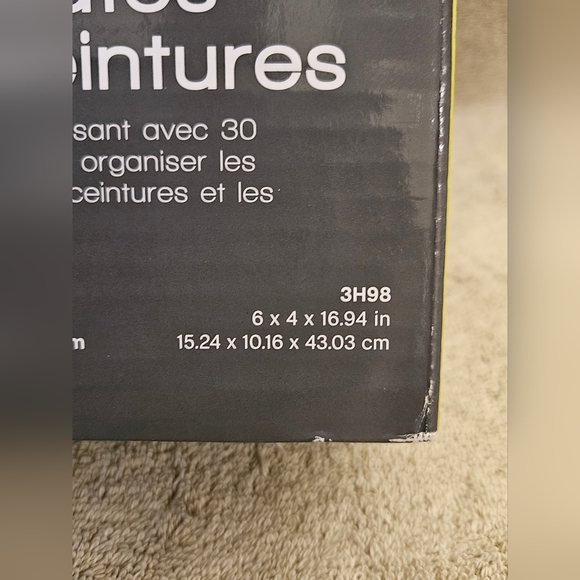 eintures
sant avec 30
organiser les
ceintures et les
3H98
6 x 4 x 16.94 in
m 15.24 x 10.16 x 43.03 cm